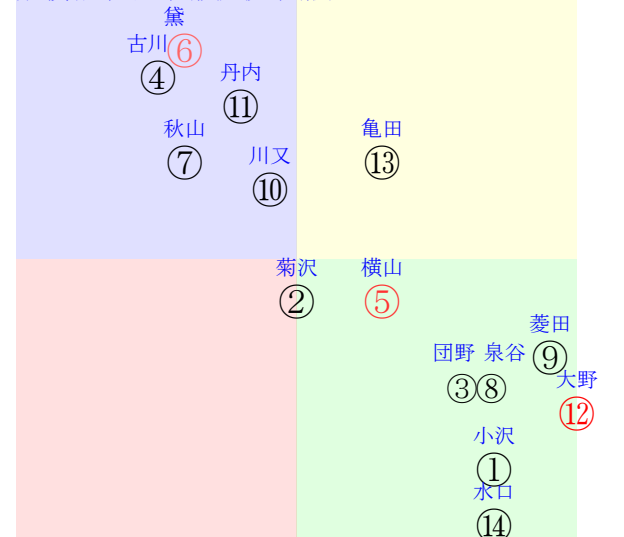 黛
⑥
古川
④
丹内
⑪
秋山
⑦
亀田
⑬
川又
⑩
菊沢
②
横山
⑤
菱田
⑨
団野
③
泉谷
⑧
大野
⑫
小沢
①
水口
⑭